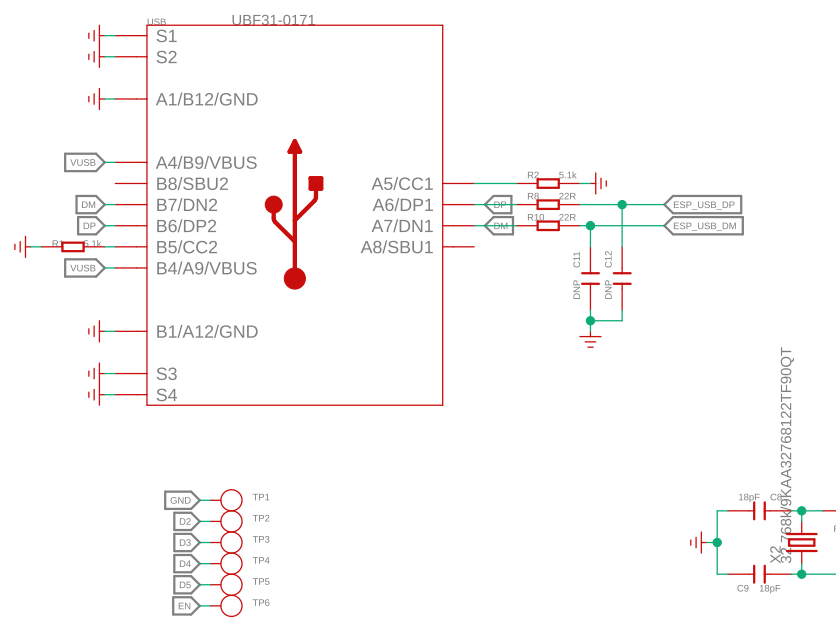 USB
UBF31-0171
S1
S2
A1/B12/GND
VUSB
A4/B9/VBUS
B8/SBU2
A5/CC1
R2
5.1k
DM
B7/DN2
A6/DP1
DP
R8
22R
ESP_USB_DP
DP
B6/DP2
A7/DN1
DM
R10
22R
ESP_USB_DM
5.1k
B5/CC2
A8/SBU1
VUSB
B4/A9/VBUS
C11
DNP
C12
DNP
B1/A12/GND
S3
S4
GND
TP1
D2
TP2
D3
TP3
D4
TP4
D5
TP5
EN
TP6
18pF
C8
X2
C9
18pF